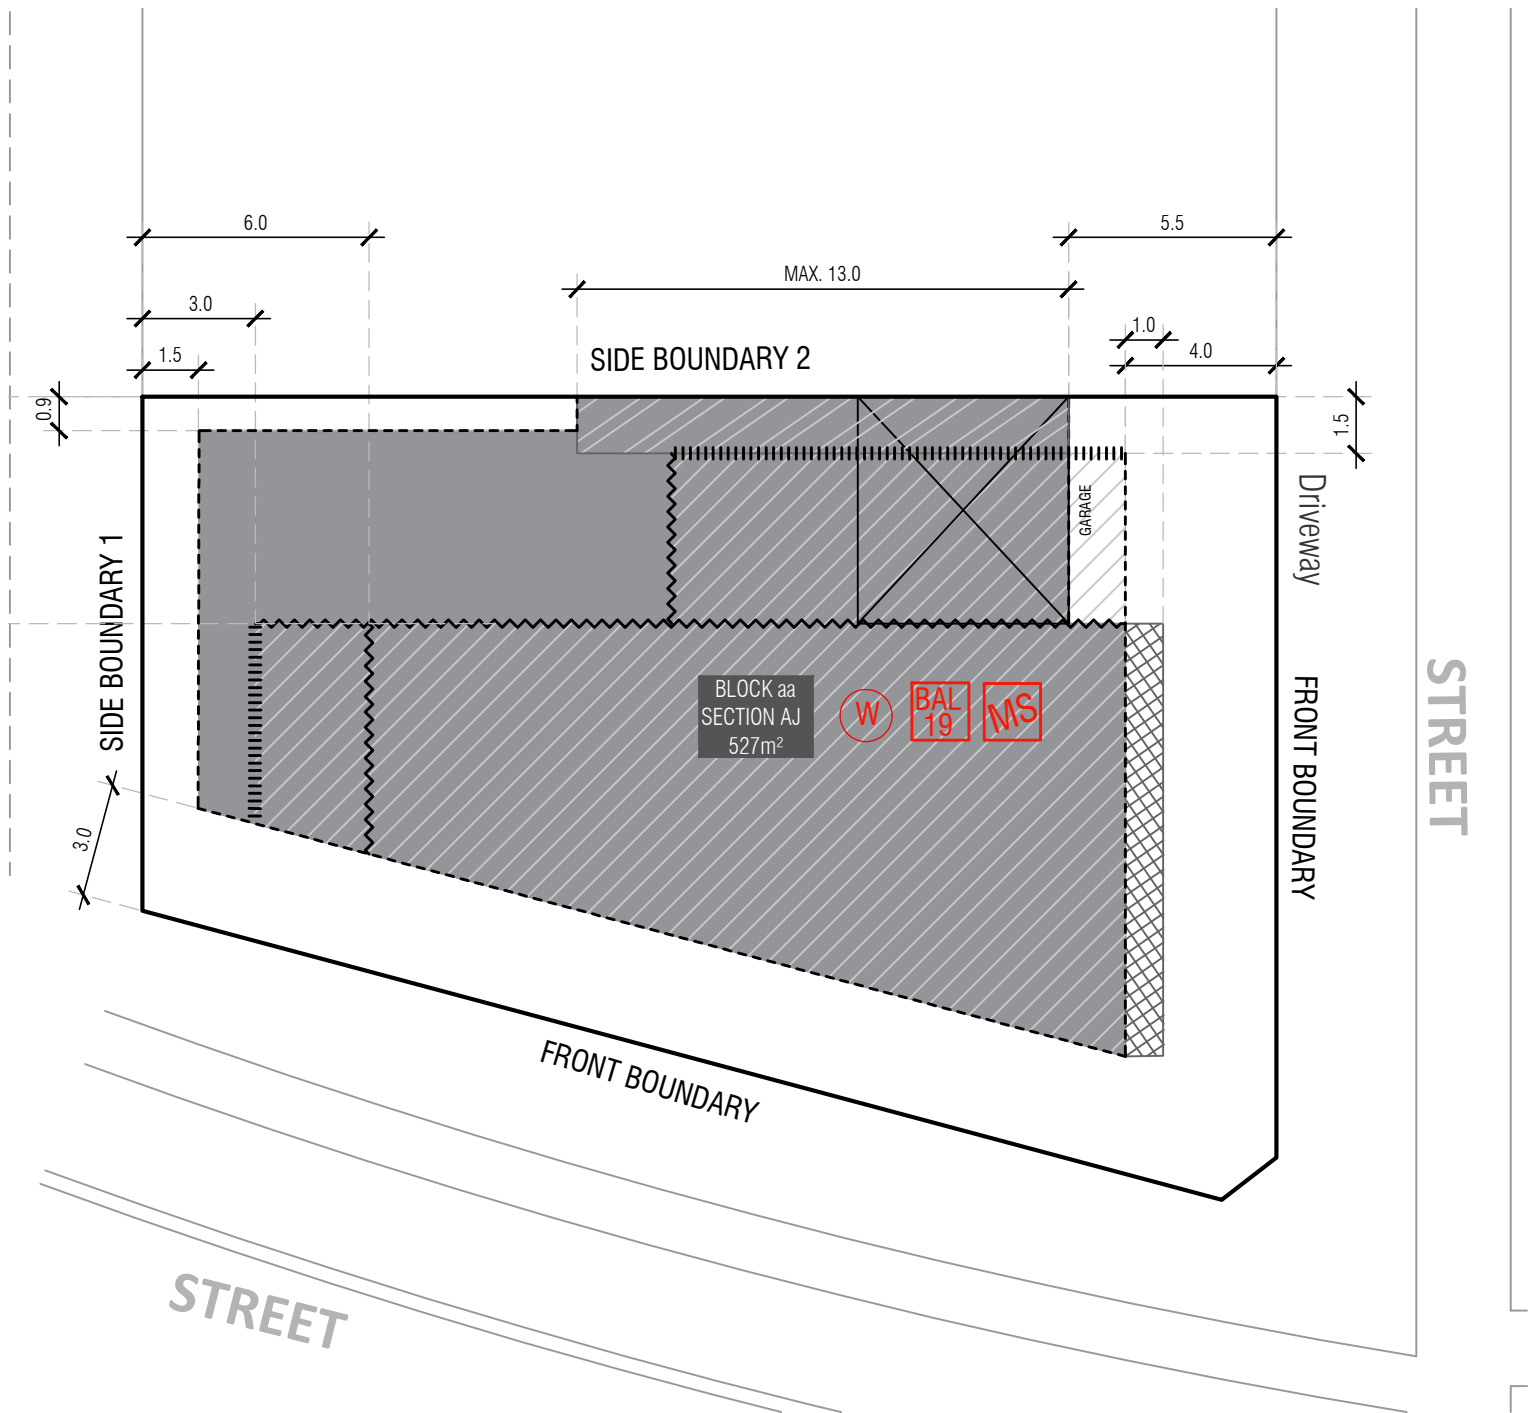 6.0
5.5
MAX. 13.0
3.0
1.0
1.5
4.0
SIDE BOUNDARY 2
0.9
1.5
GARAGE
Driveway
SIDE BOUNDARY 1
BLOCK aa
SECTION AJ
527m²
W
BAL
19
MS
FRONT BOUNDARY
STREET
3.0
FRONT BOUNDARY
STREET